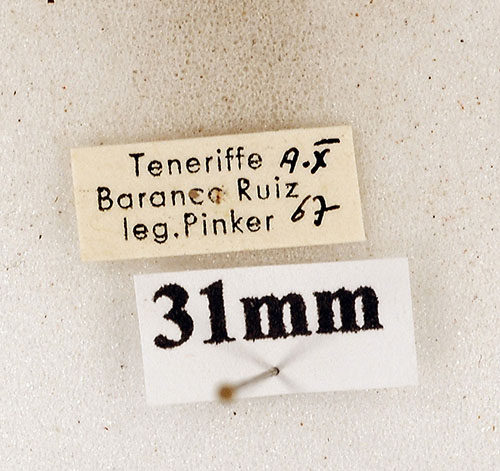 Teneriffe A.X
Baranco Ruiz
leg.Pinker 67
31mm